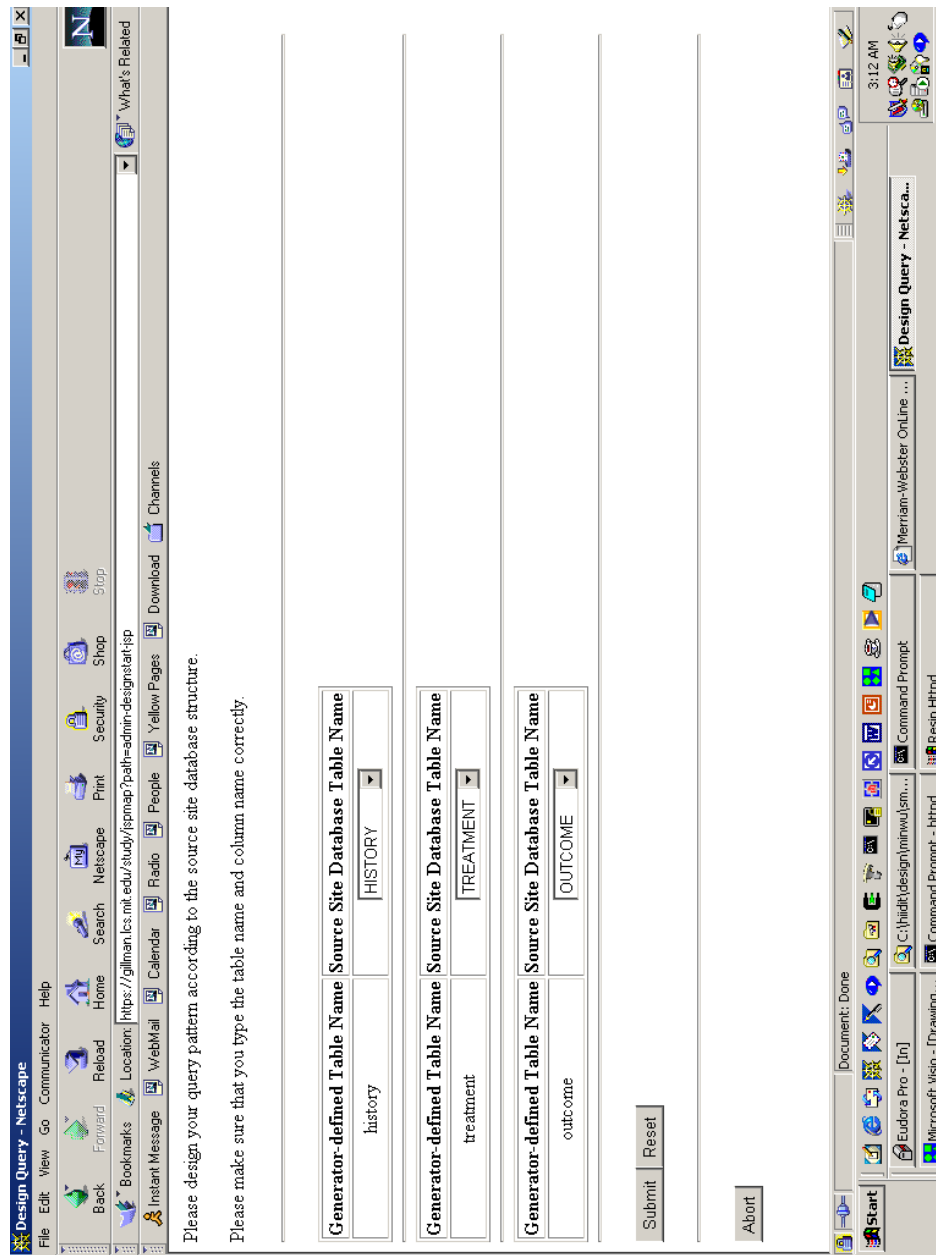 Design Query - Netscape
File Edit View Go Communicator Help
Back Forward Reload Home Search Netscape Print Security Shop Stop
Bookmarks Location: https://gillman.lcs.mit.edu/study/jspmap?path=admin-designstart-jsp What's Related
Instant Message WebMail Calendar Radio People Yellow Pages Download Channels
Please design your query pattern according to the source site database structure.
Please make sure that you type the table name and column name correctly.
Generator-defined Table Name Source Site Database Table Name
history HISTORY
Generator-defined Table Name Source Site Database Table Name
treatment TREATMENT
Generator-defined Table Name Source Site Database Table Name
outcome OUTCOME
Submit Reset
Abort
Document: Done
Start 3:12 AM
Eudora Pro - [In] C:\hiidit\design\minwu\sm... Command Prompt Merriam-Webster OnLine ... Design Query - Netsca...
Microsoft Visio - [Drawing ... Command Prompt - httpd Resin Httpd